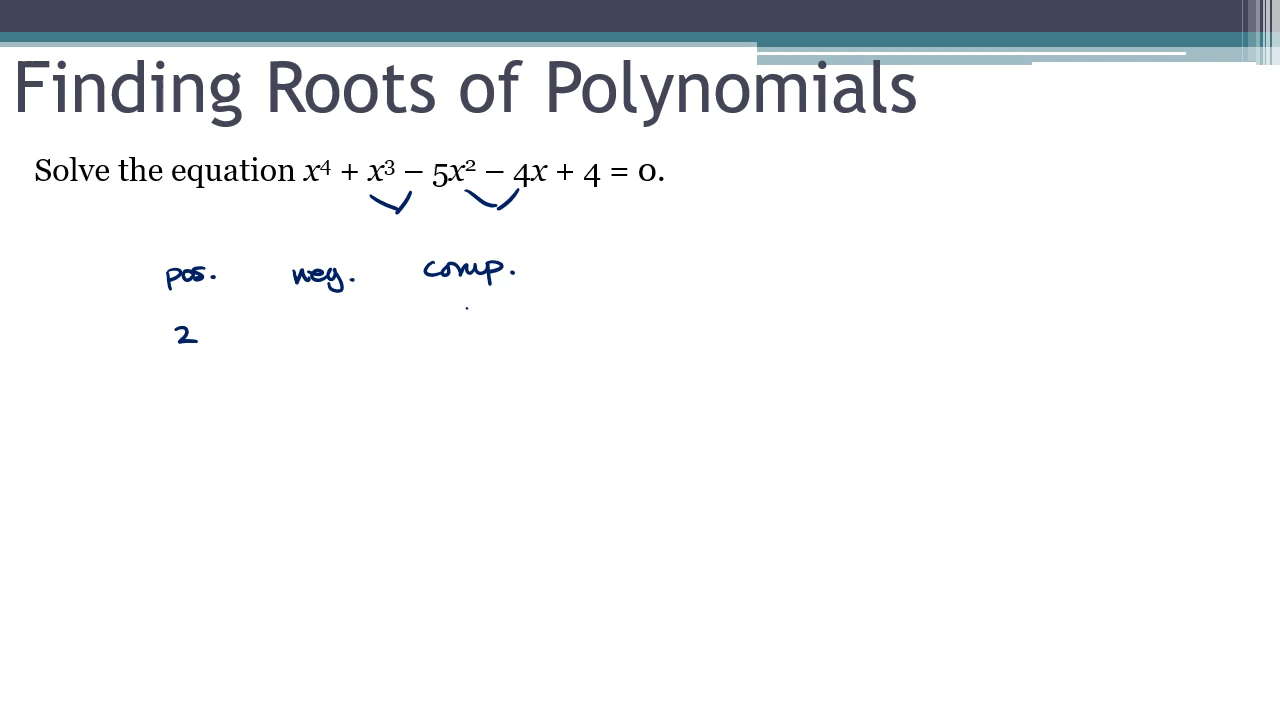 Finding Roots of Polynomials
Solve the equation x⁴ + x³ – 5x² – 4x + 4 = 0.
pos. neg. comp.
2